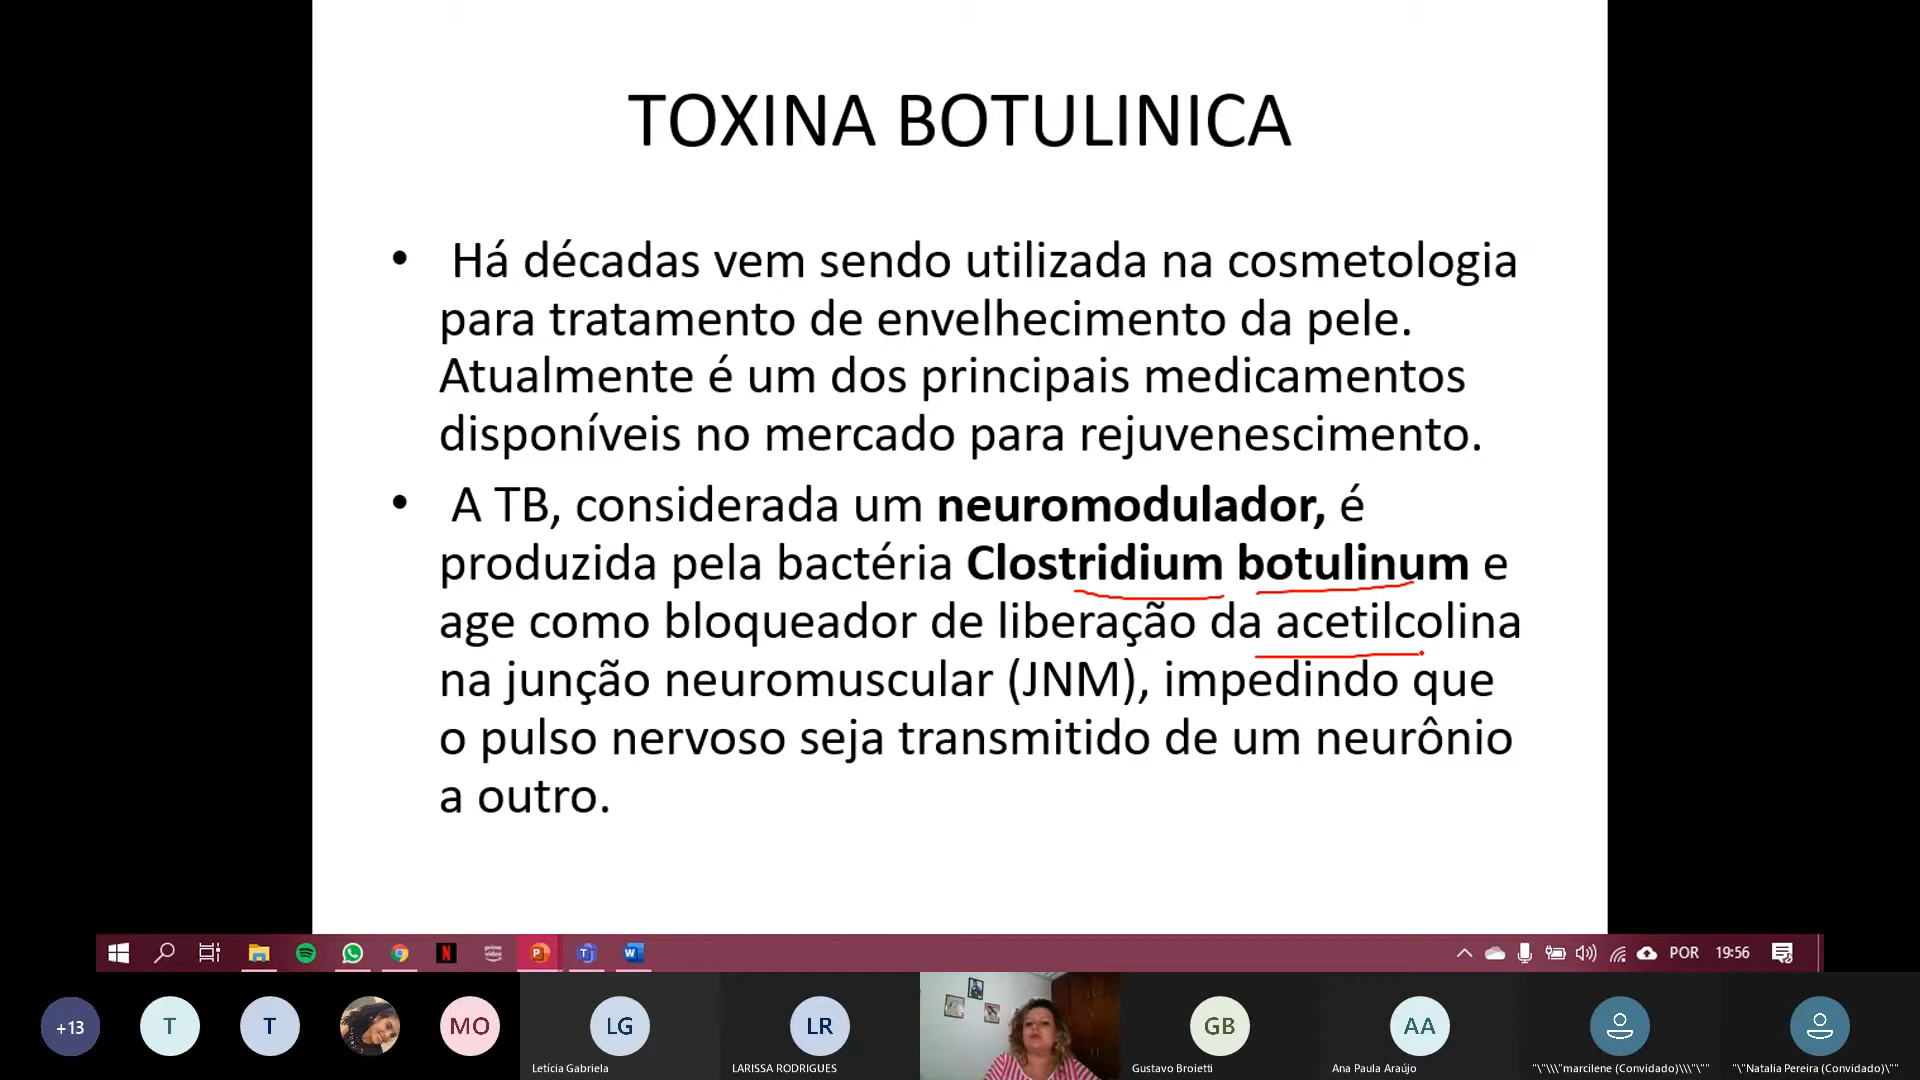 TOXINA BOTULINICA
• Há décadas vem sendo utilizada na cosmetologia
para tratamento de envelhecimento da pele.
Atualmente é um dos principais medicamentos
disponíveis no mercado para rejuvenescimento.
• A TB, considerada um neuromodulador, é
produzida pela bactéria Clostridium botulinum e
age como bloqueador de liberação da acetilcolina
na junção neuromuscular (JNM), impedindo que
o pulso nervoso seja transmitido de um neurônio
a outro.
N prime video P T W POR 19:56
+13 T T MO LG LR GB AA
Letícia Gabriela LARISSA RODRIGUES Gustavo Broietti Ana Paula Araújo "\"\\\"marcilene (Convidado)\\\"\"" "\"Natalia Pereira (Convidado)\""